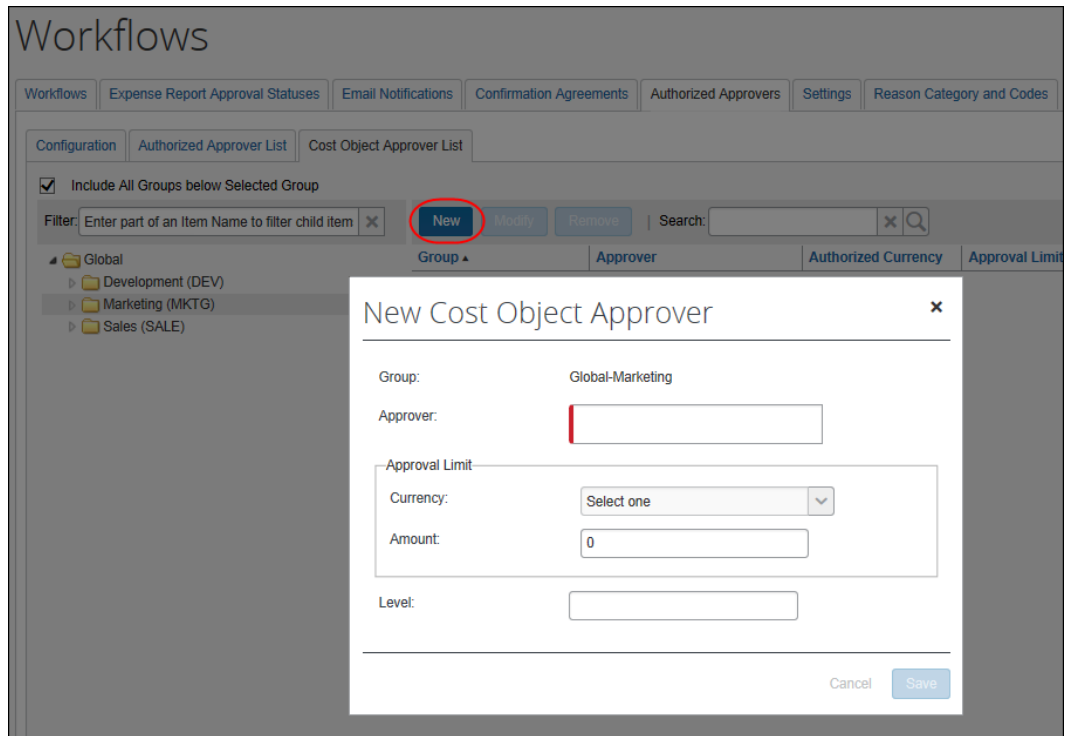 Workflows
Workflows Expense Report Approval Statuses Email Notifications Confirmation Agreements Authorized Approvers Settings Reason Category and Codes
Configuration Authorized Approver List Cost Object Approver List
Include All Groups below Selected Group
Filter: Enter part of an Item Name to filter child item New Modify Remove | Search:
Global
Development (DEV)
Marketing (MKTG)
Sales (SALE)
Group Approver Authorized Currency Approval Limit
New Cost Object Approver
Group: Global-Marketing
Approver:
Approval Limit
Currency: Select one
Amount: 0
Level:
Cancel Save